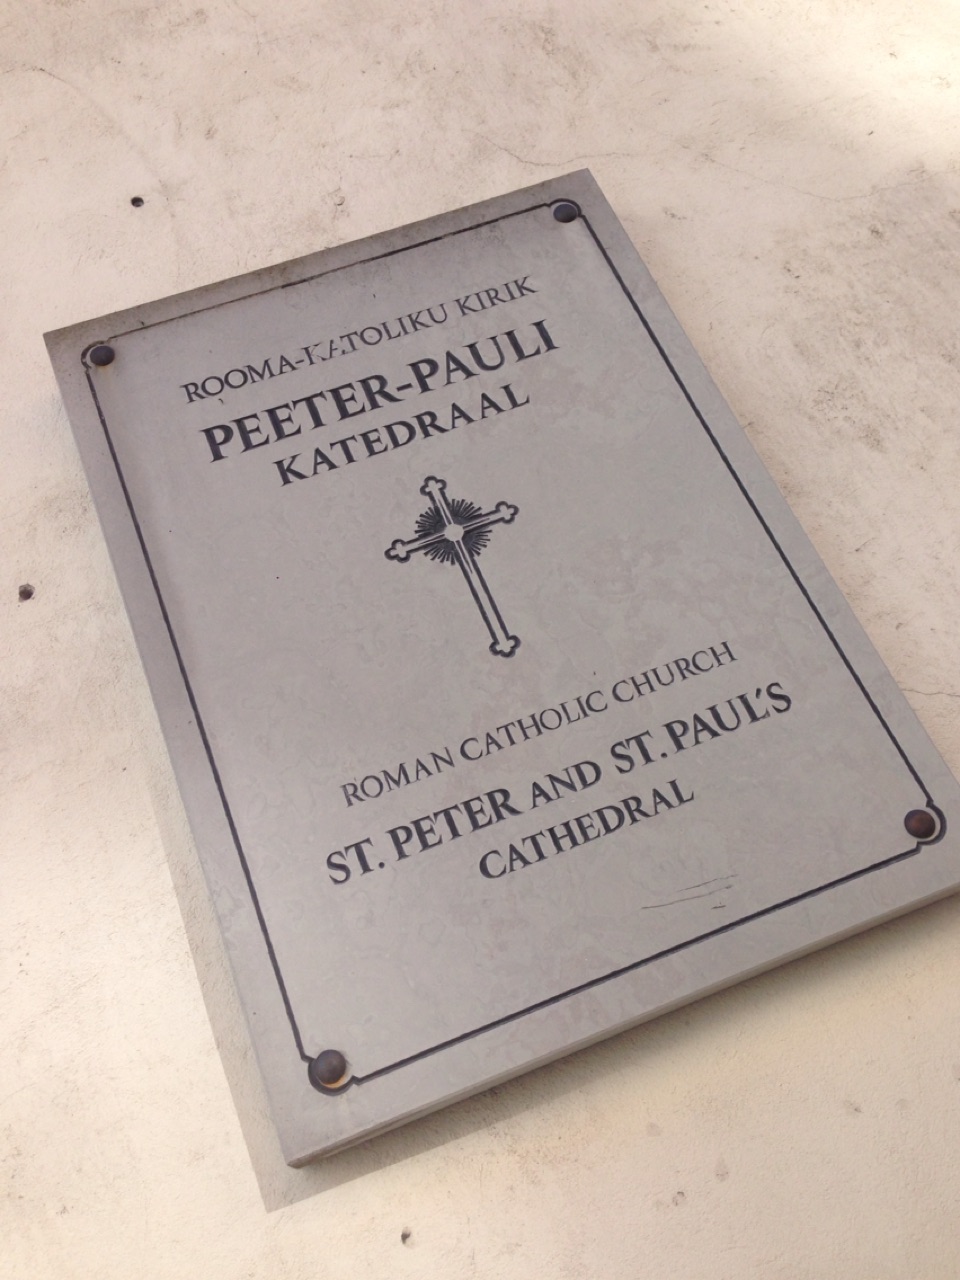 ROOMA-KATOLIKU KIRIK
PEETER-PAULI
KATEDRAAL
ROMAN CATHOLIC CHURCH
ST. PETER AND ST. PAUL'S
CATHEDRAL